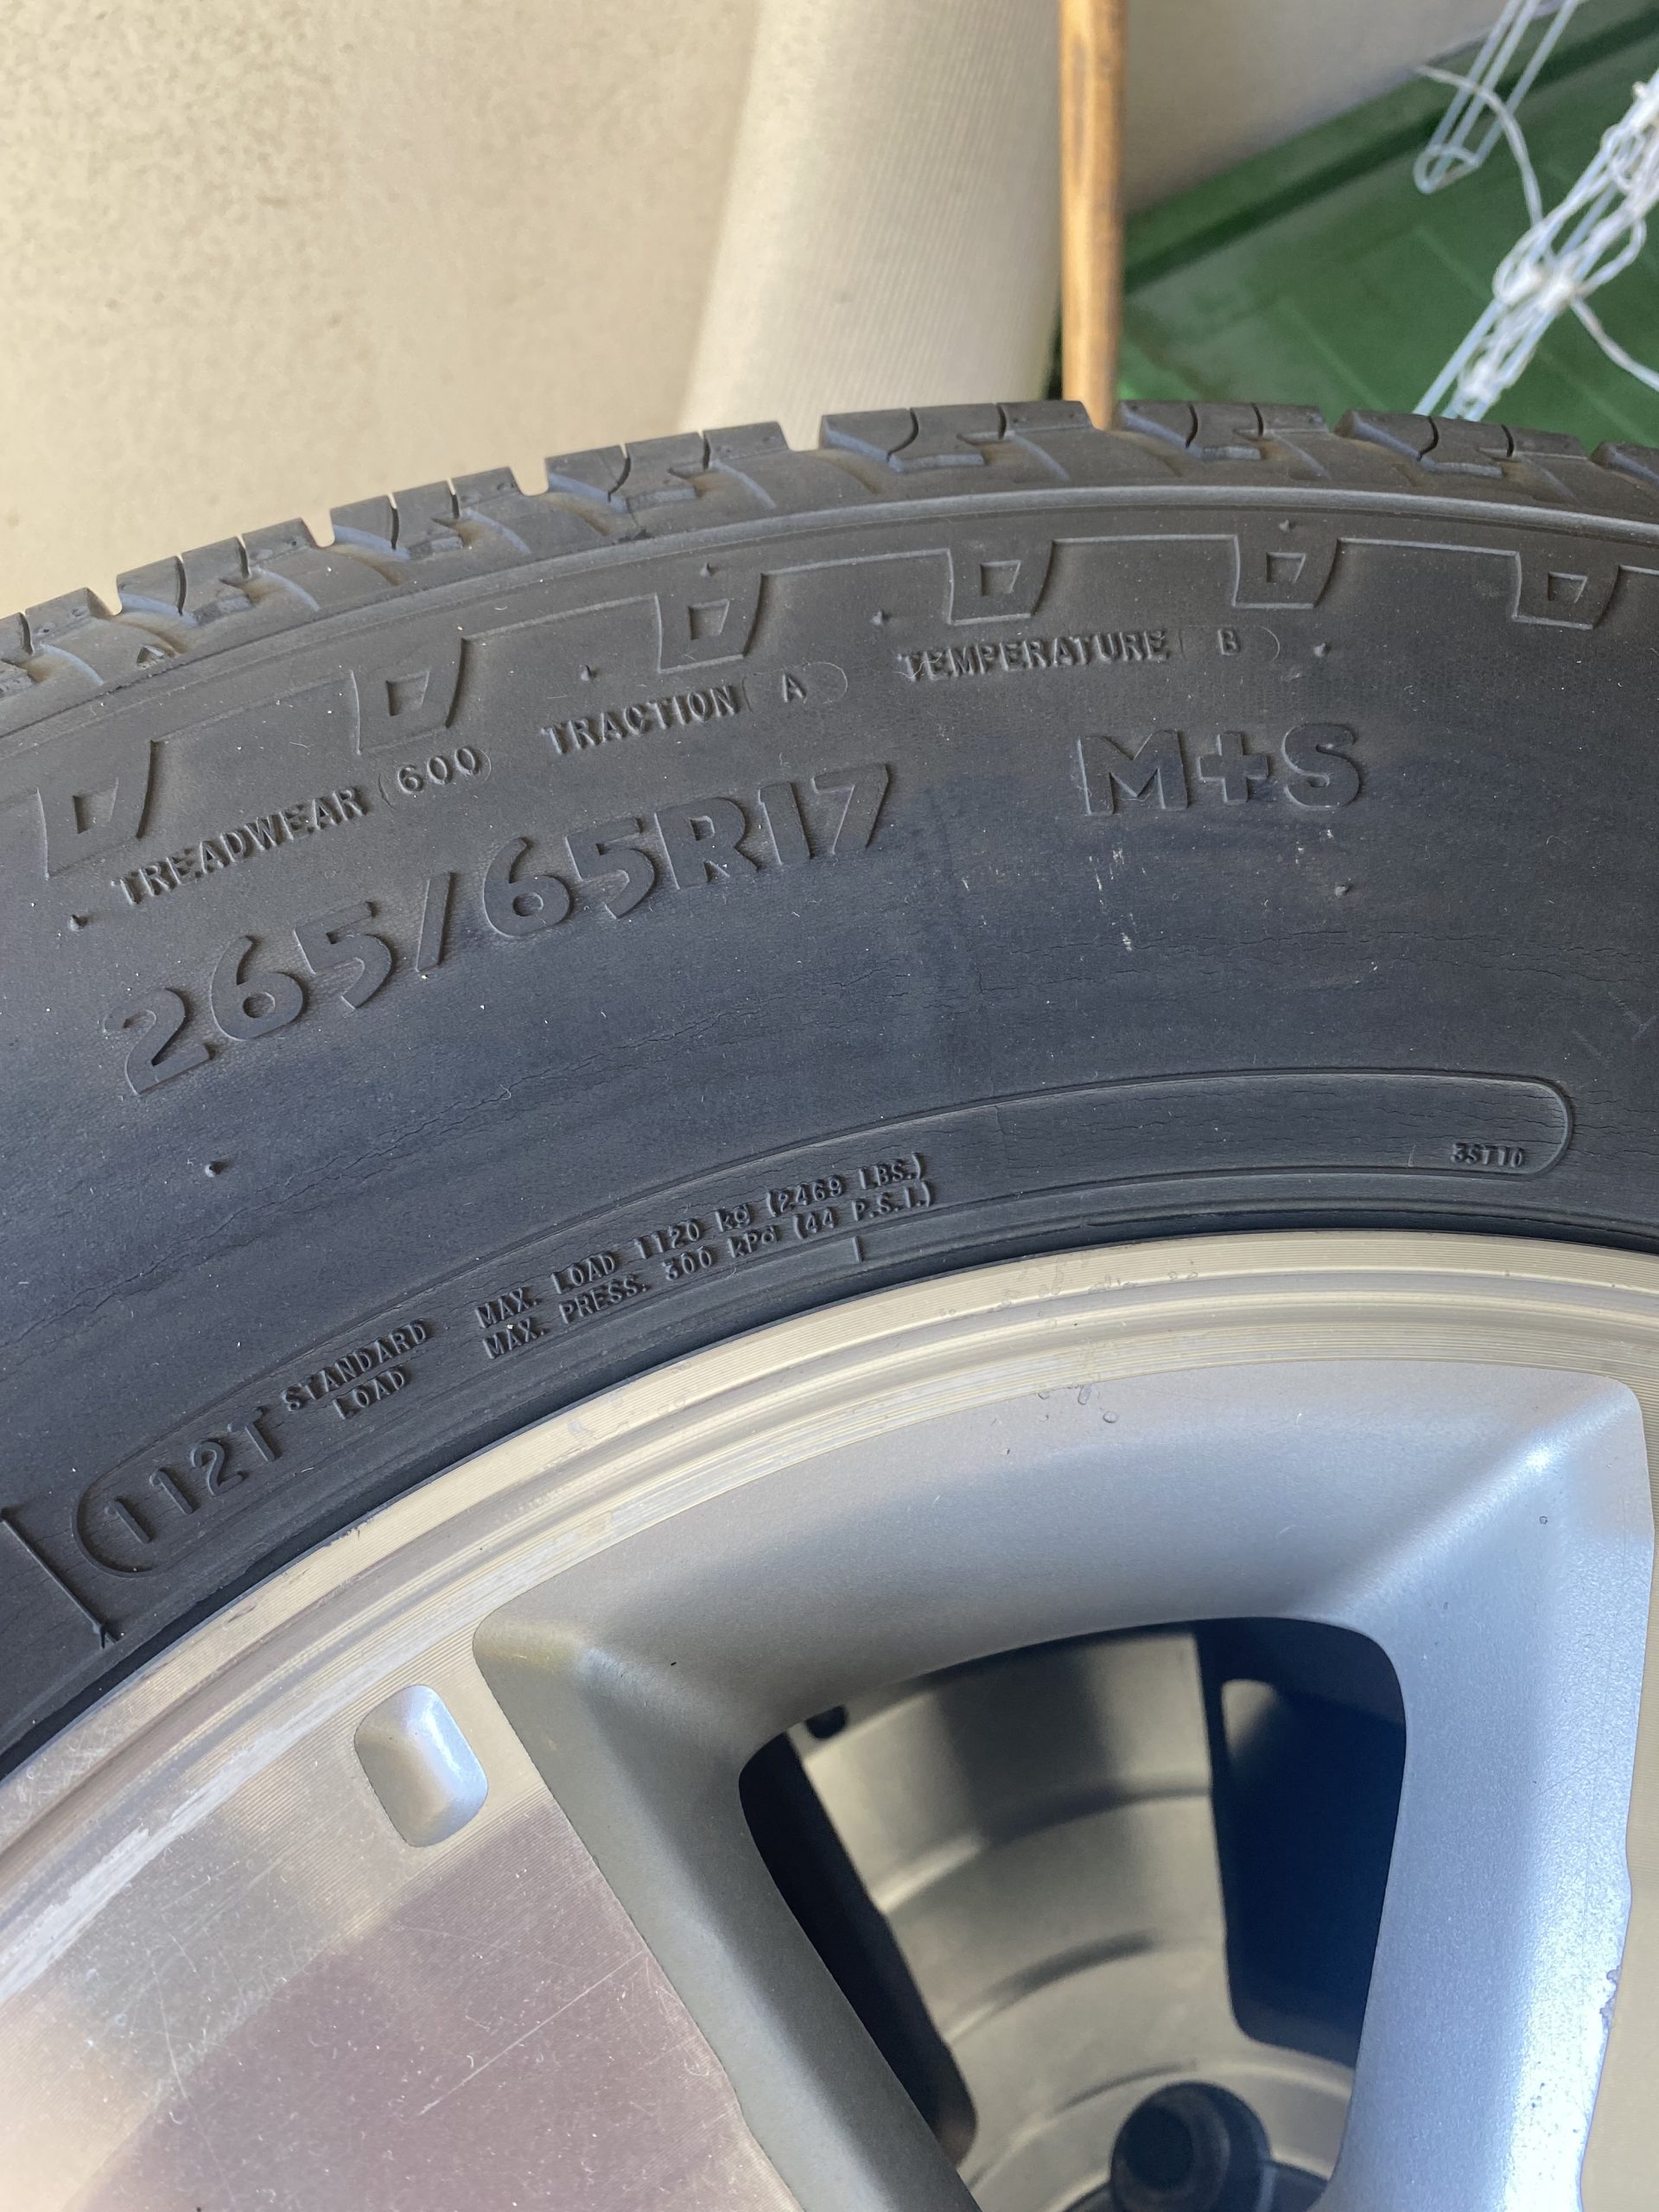 TREADWEAR 600 TRACTION A TEMPERATURE B
265/65R17 M+S
3ST10
112T STANDARD LOAD
MAX. LOAD 1120 kg (2469 LBS.)
MAX. PRESS. 300 kPa (44 P.S.I.)